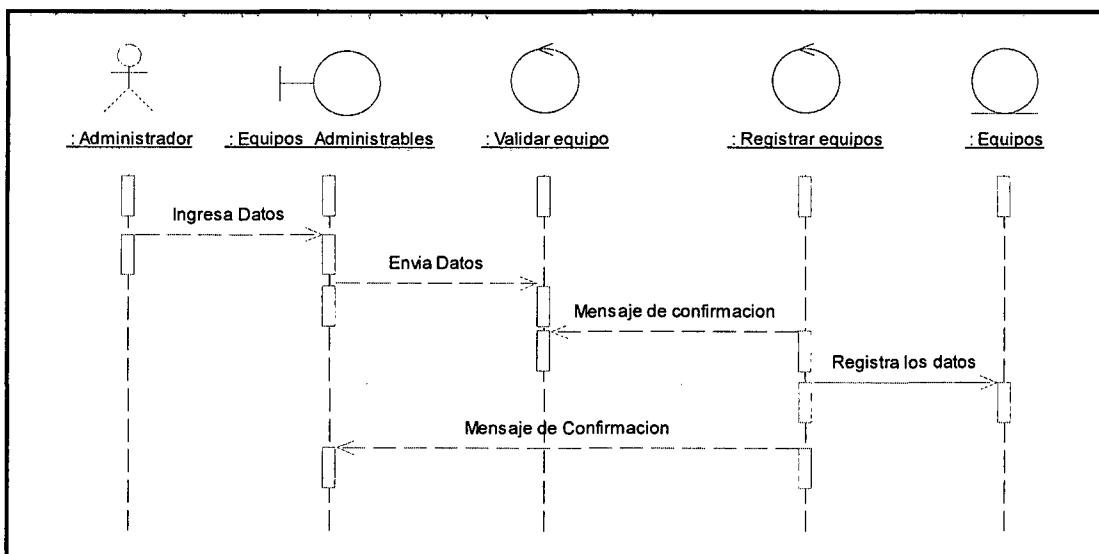 : Administrador
: Equipos Administrables
: Validar equipo
: Registrar equipos
: Equipos
Ingresa Datos
Envia Datos
Mensaje de confirmacion
Registra los datos
Mensaje de Confirmacion